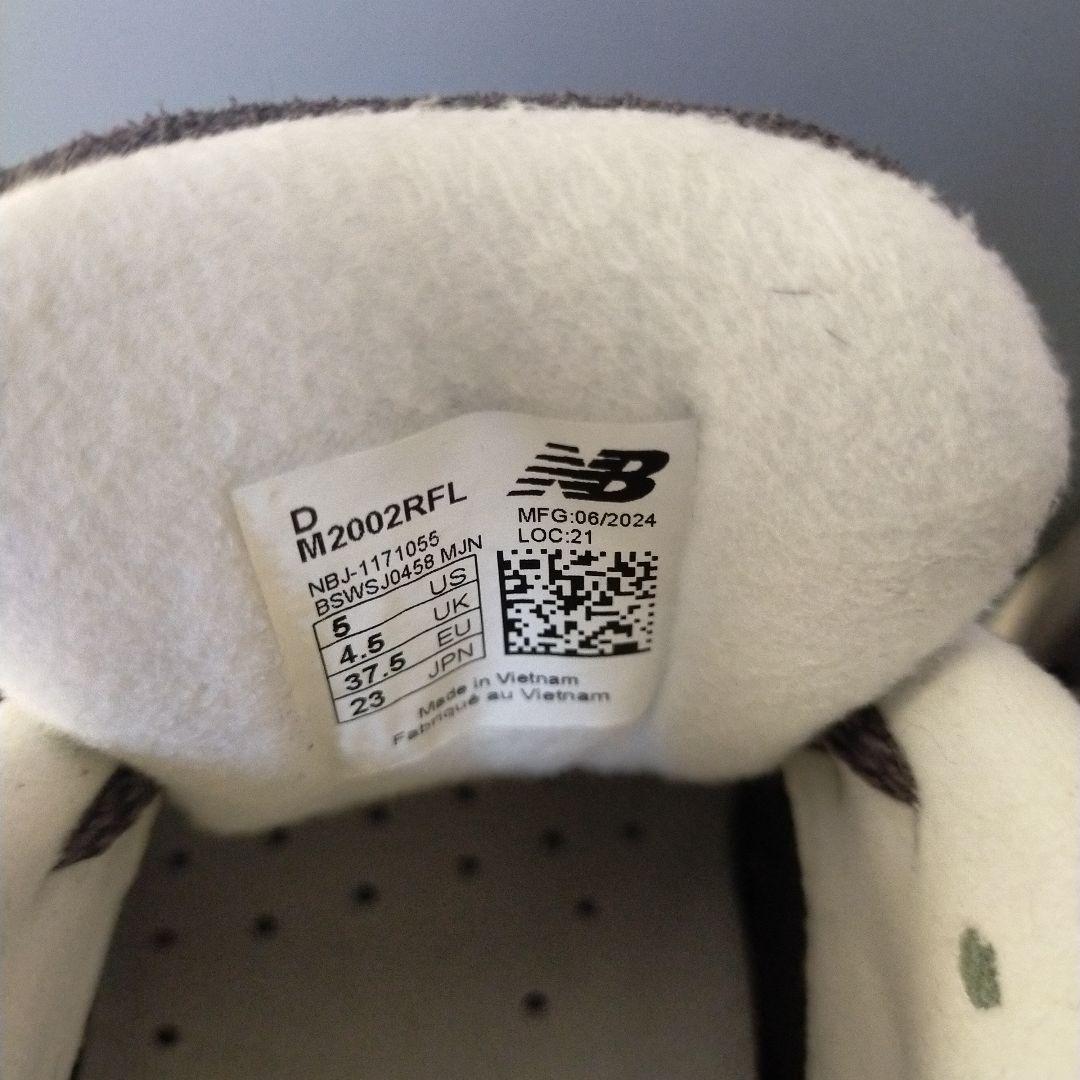 D
M2002RFL
NBJ-1171055
BSWSJ0458 MJN
5 US
4.5 UK
37.5 EU
23 JPN
NB
MFG:06/2024
LOC:21
Made in Vietnam
Fabriqué au Vietnam